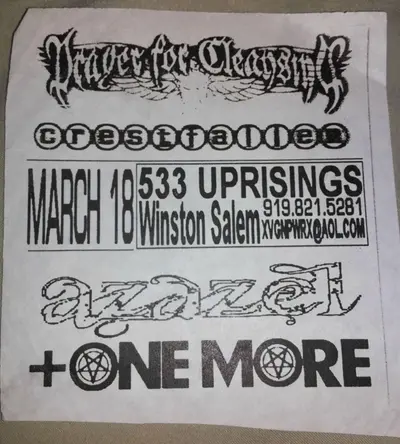 Prayer for Cleansing
crestfallen
MARCH 18
533 UPRISINGS
Winston Salem
919.821.5281
XVGNPWRX@AOL.COM
azazel
+ONE MORE